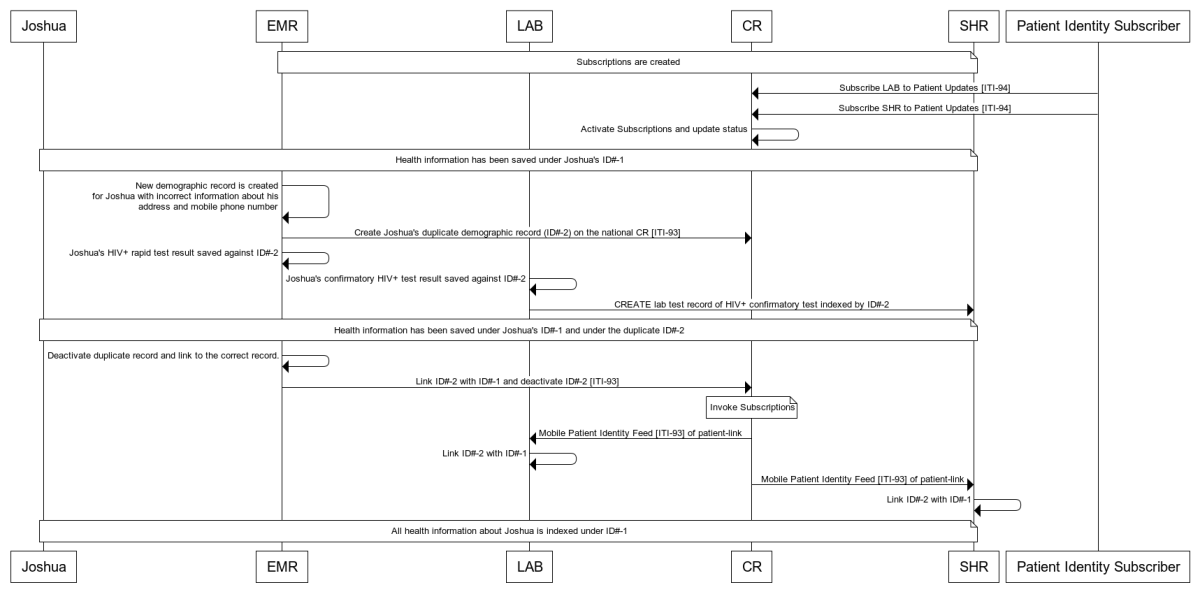 Joshua
EMR
LAB
CR
SHR
Patient Identity Subscriber
Subscriptions are created
Subscribe LAB to Patient Updates [ITI-94]
Subscribe SHR to Patient Updates [ITI-94]
Activate Subscriptions and update status
Health information has been saved under Joshua's ID#-1
New demographic record is created
for Joshua with incorrect information about his
address and mobile phone number
Create Joshua's duplicate demographic record (ID#-2) on the national CR [ITI-93]
Joshua's HIV+ rapid test result saved against ID#-2
Joshua's confirmatory HIV+ test result saved against ID#-2
CREATE lab test record of HIV+ confirmatory test indexed by ID#-2
Health information has been saved under Joshua's ID#-1 and under the duplicate ID#-2
Deactivate duplicate record and link to the correct record.
Link ID#-2 with ID#-1 and deactivate ID#-2 [ITI-93]
Invoke Subscriptions
Mobile Patient Identity Feed [ITI-93] of patient-link
Link ID#-2 with ID#-1
Mobile Patient Identity Feed [ITI-93] of patient-link
Link ID#-2 with ID#-1
All health information about Joshua is indexed under ID#-1
Joshua
EMR
LAB
CR
SHR
Patient Identity Subscriber